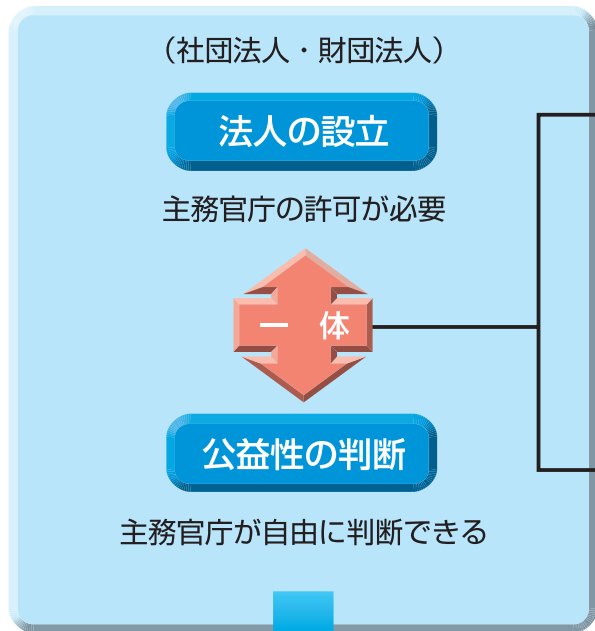 （社団法人・財団法人）
法人の設立
主務官庁の許可が必要
一　体
公益性の判断
主務官庁が自由に判断できる